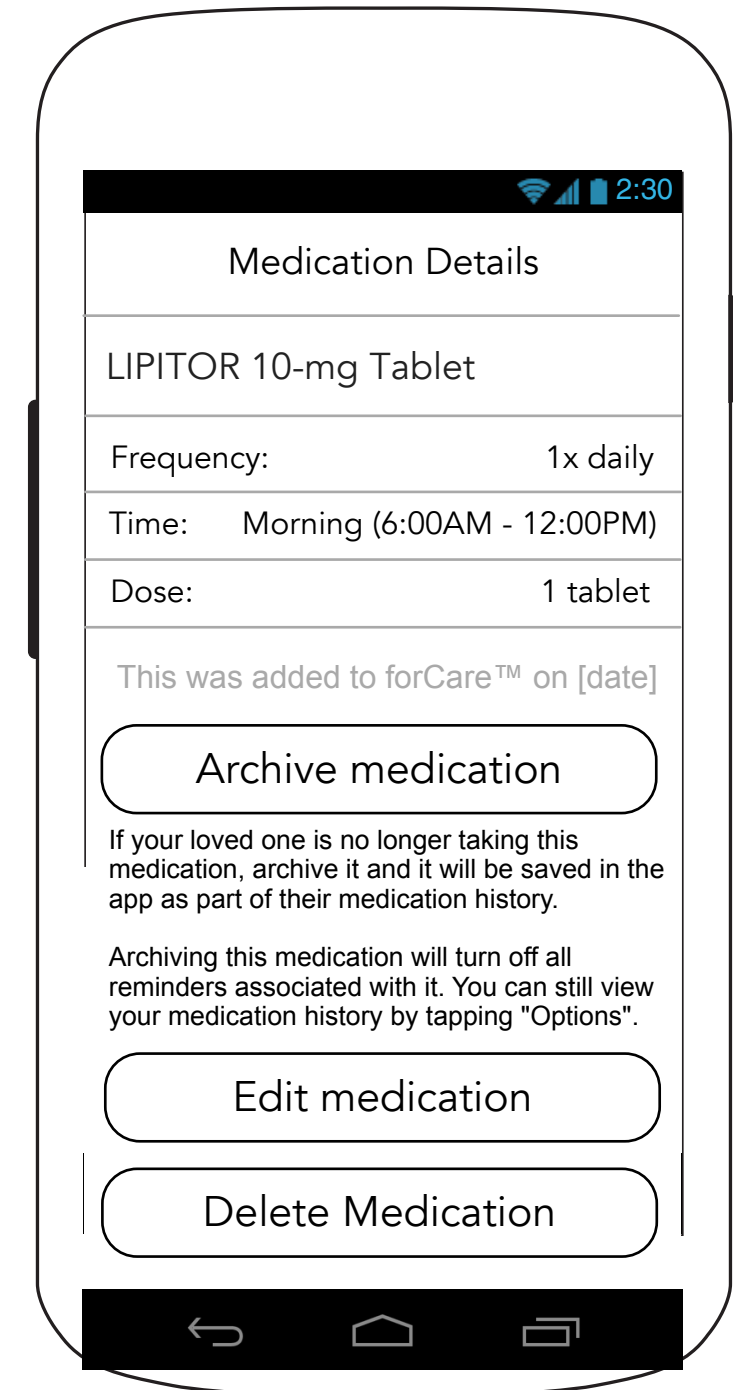 2:30
Medication Details
LIPITOR 10-mg Tablet
Frequency: 1x daily
Time: Morning (6:00AM - 12:00PM)
Dose: 1 tablet
This was added to forCare™ on [date]
Archive medication
If your loved one is no longer taking this
medication, archive it and it will be saved in the
app as part of their medication history.
Archiving this medication will turn off all
reminders associated with it. You can still view
your medication history by tapping "Options".
Edit medication
Delete Medication